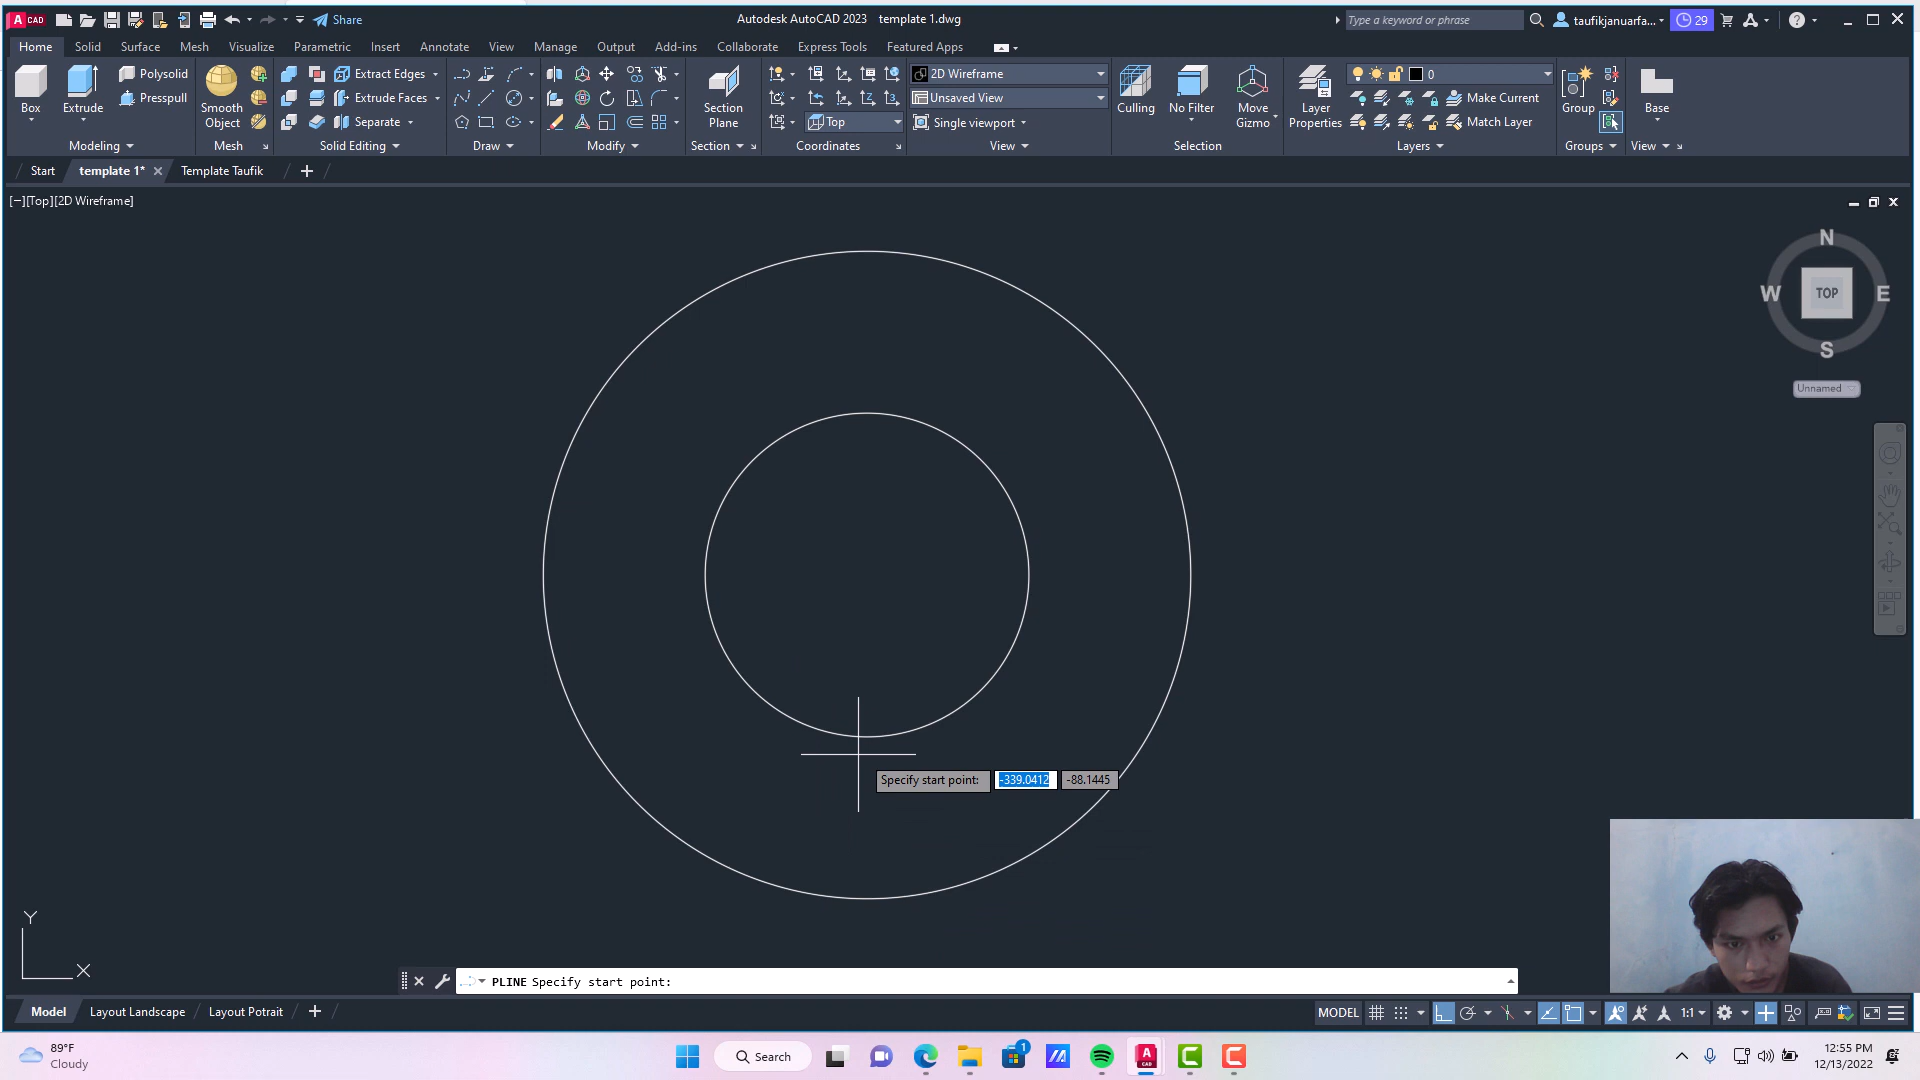 A CAD Share Autodesk AutoCAD 2023 template 1.dwg Type a keyword or phrase taufikjanuarfa... 29
Home Solid Surface Mesh Visualize Parametric Insert Annotate View Manage Output Add-ins Collaborate Express Tools Featured Apps
Polysolid Extract Edges 2D Wireframe 0
Presspull Extrude Faces Unsaved View Make Current
Box Extrude Smooth Object Separate Section Plane Top Single viewport Culling No Filter Move Gizmo Layer Properties Match Layer Group Base
Modeling Mesh Solid Editing Draw Modify Section Coordinates View Selection Layers Groups View
Start template 1* Template Taufik
[−][Top][2D Wireframe]
N
W TOP E
S
Unnamed
Specify start point: -339.0412 -88.1445
Y
X
PLINE Specify start point:
Model Layout Landscape Layout Potrait MODEL 1:1
89°F
Cloudy
Search
1
12:55 PM
12/13/2022